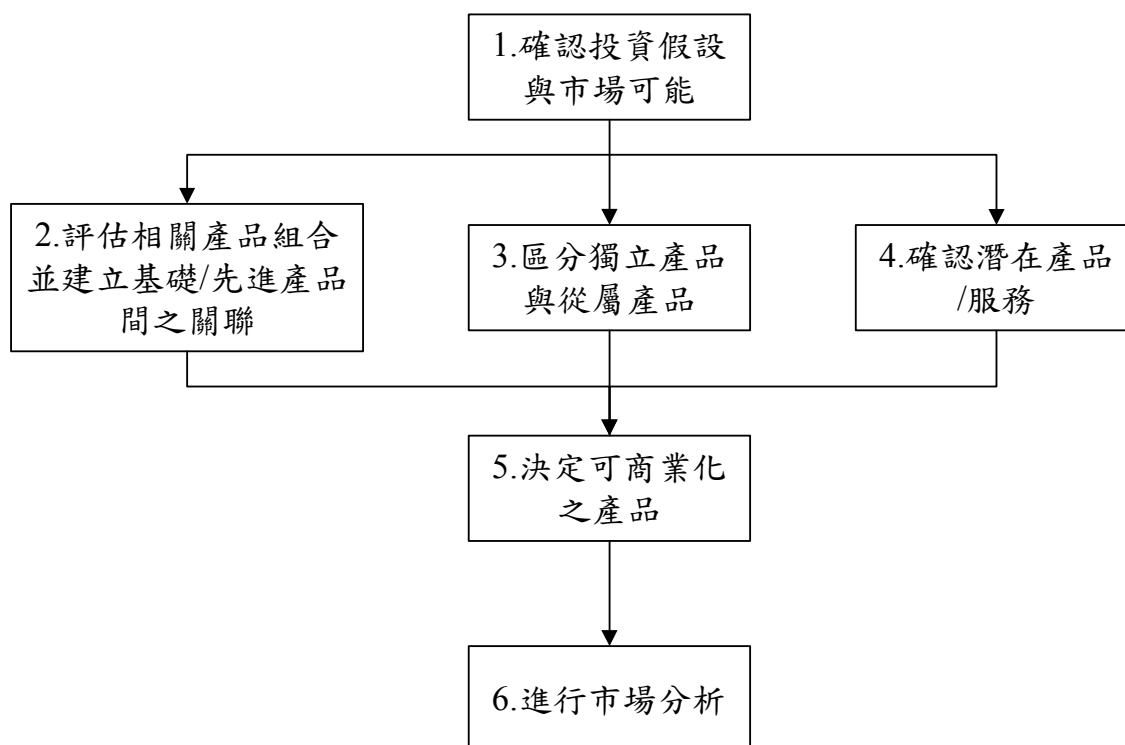 1.確認投資假設
與市場可能
2.評估相關產品組合
並建立基礎/先進產品
間之關聯
3.區分獨立產品
與從屬產品
4.確認潛在產品
/服務
5.決定可商業化
之產品
6.進行市場分析